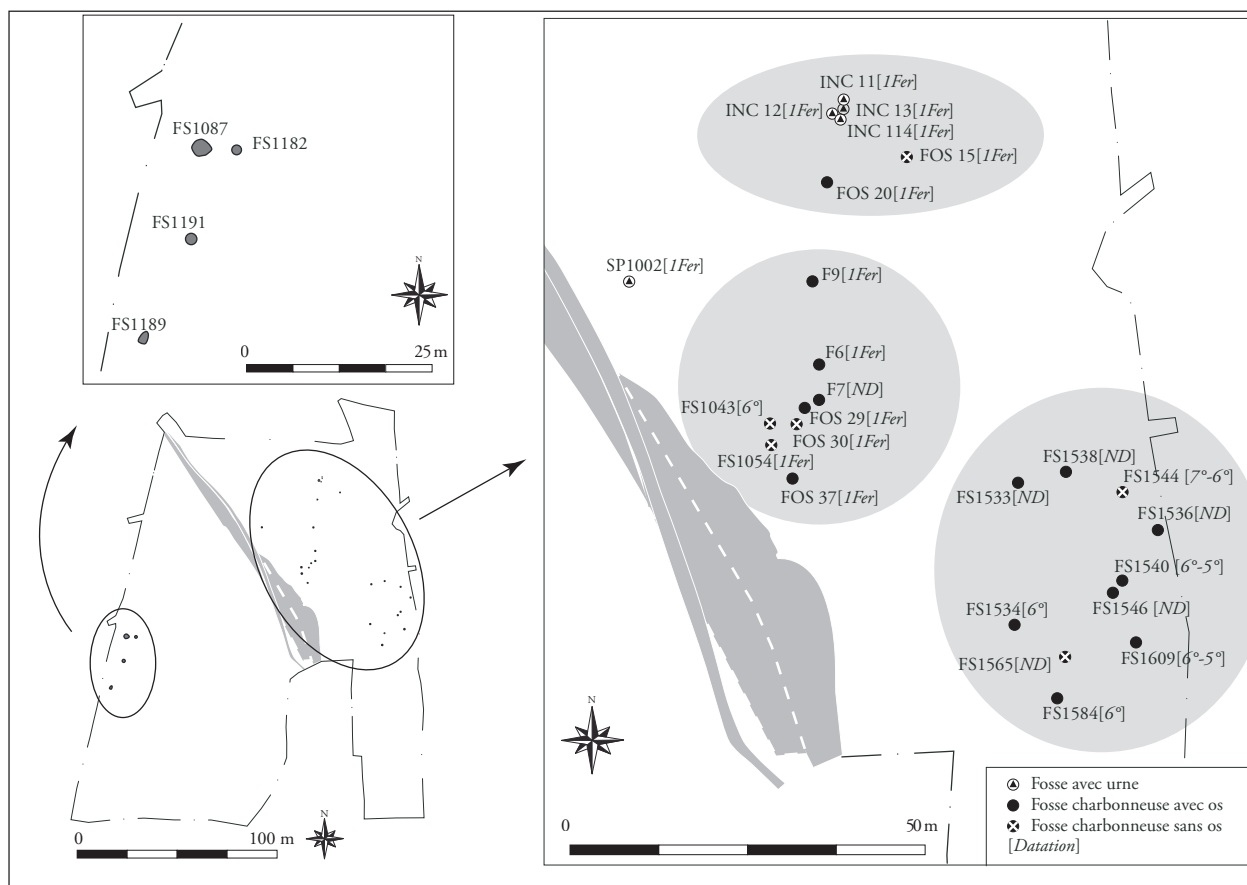 FS1087
FS1182
FS1191
FS1189
N
0 25 m
N
0 100 m
INC 11[1Fer]
INC 12[1Fer]
INC 13[1Fer]
INC 114[1Fer]
FOS 15[1Fer]
FOS 20[1Fer]
SP1002[1Fer]
F9[1Fer]
F6[1Fer]
F7[ND]
FS1043[6°]
FOS 29[1Fer]
FOS 30[1Fer]
FS1054[1Fer]
FOS 37[1Fer]
FS1538[ND]
FS1533[ND]
FS1544 [7°-6°]
FS1536[ND]
FS1540 [6°-5°]
FS1546 [ND]
FS1534[6°]
FS1565[ND]
FS1609[6°-5°]
FS1584[6°]
N
0 50 m
Fosse avec urne
Fosse charbonneuse avec os
Fosse charbonneuse sans os
[Datation]